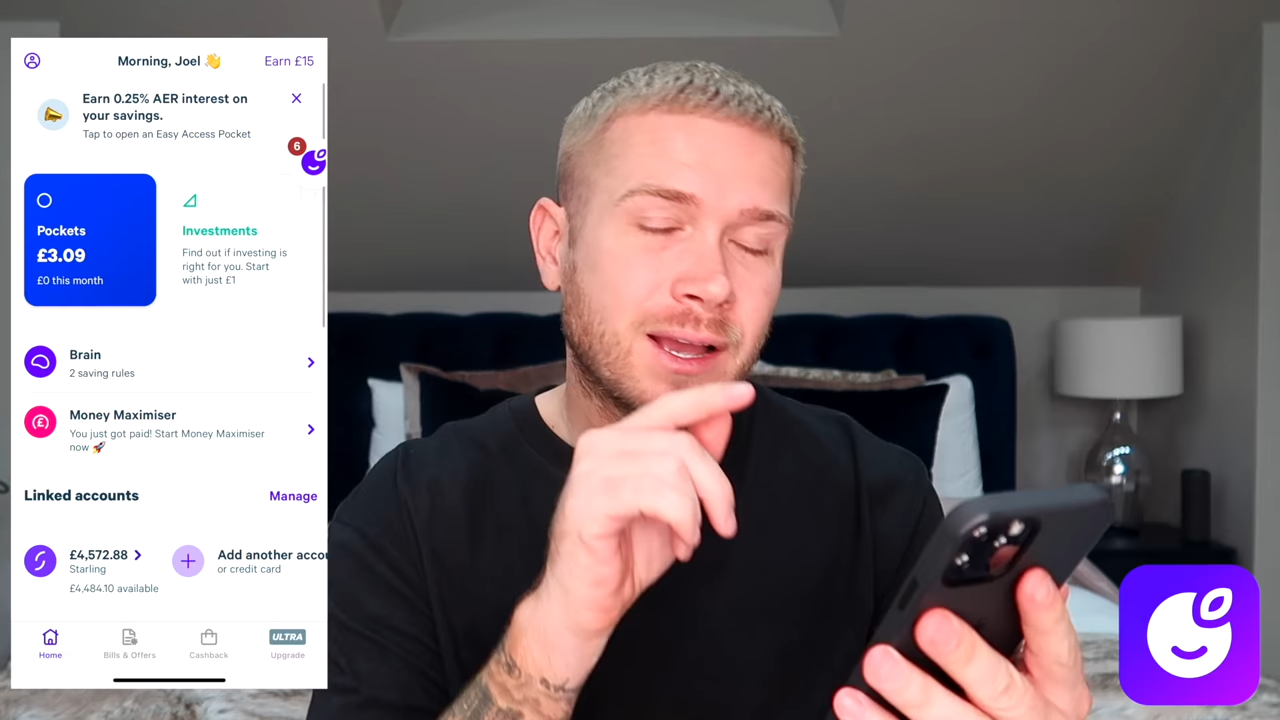 Morning, Joel 👋
Earn £15
Earn 0.25% AER interest on
your savings.
Tap to open an Easy Access Pocket
6
Pockets
£3.09
£0 this month
Investments
Find out if investing is
right for you. Start
with just £1
Brain
2 saving rules
Money Maximiser
You just got paid! Start Money Maximiser
now 🚀
Linked accounts
Manage
£4,572.88
Starling
£4,484.10 available
Add another accou
or credit card
Home
Bills & Offers
Cashback
ULTRA
Upgrade